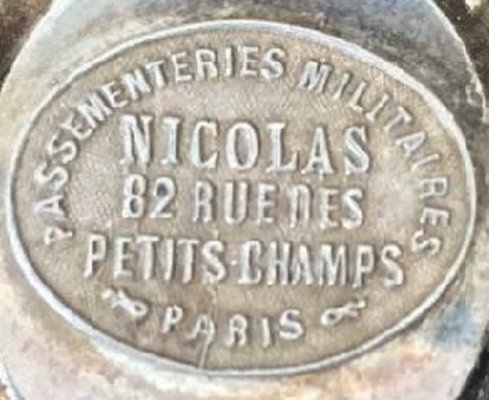 PASSEMENTERIES MILITAIRES
NICOLAS
82 RUE DES
PETITS-CHAMPS
PARIS